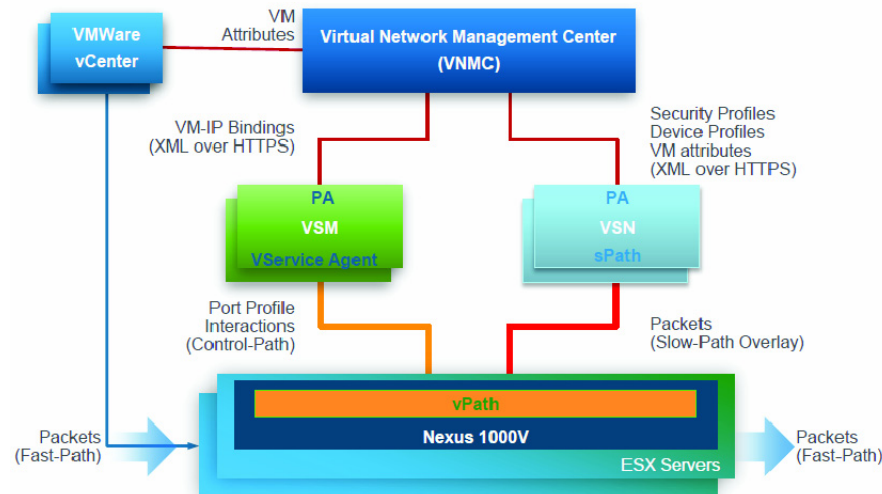 VMWare
vCenter
VM
Attributes
Virtual Network Management Center
(VNMC)
VM-IP Bindings
(XML over HTTPS)
Security Profiles
Device Profiles
VM attributes
(XML over HTTPS)
PA
VSM
VService Agent
PA
VSN
sPath
Port Profile
Interactions
(Control-Path)
Packets
(Slow-Path Overlay)
vPath
Nexus 1000V
ESX Servers
Packets
(Fast-Path)
Packets
(Fast-Path)